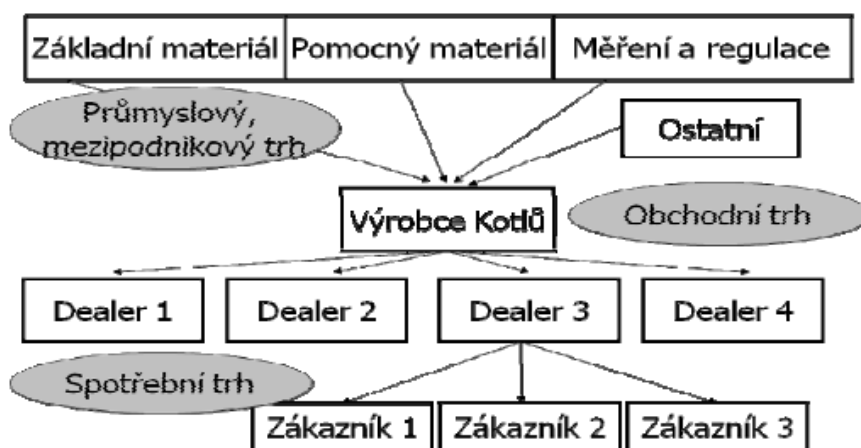 Základní materiál Pomocný materiál Měření a regulace
Průmyslový,
mezipodnikový trh
Ostatní
Výrobce Kotlů
Obchodní trh
Dealer 1 Dealer 2 Dealer 3 Dealer 4
Spotřební trh
Zákazník 1 Zákazník 2 Zákazník 3